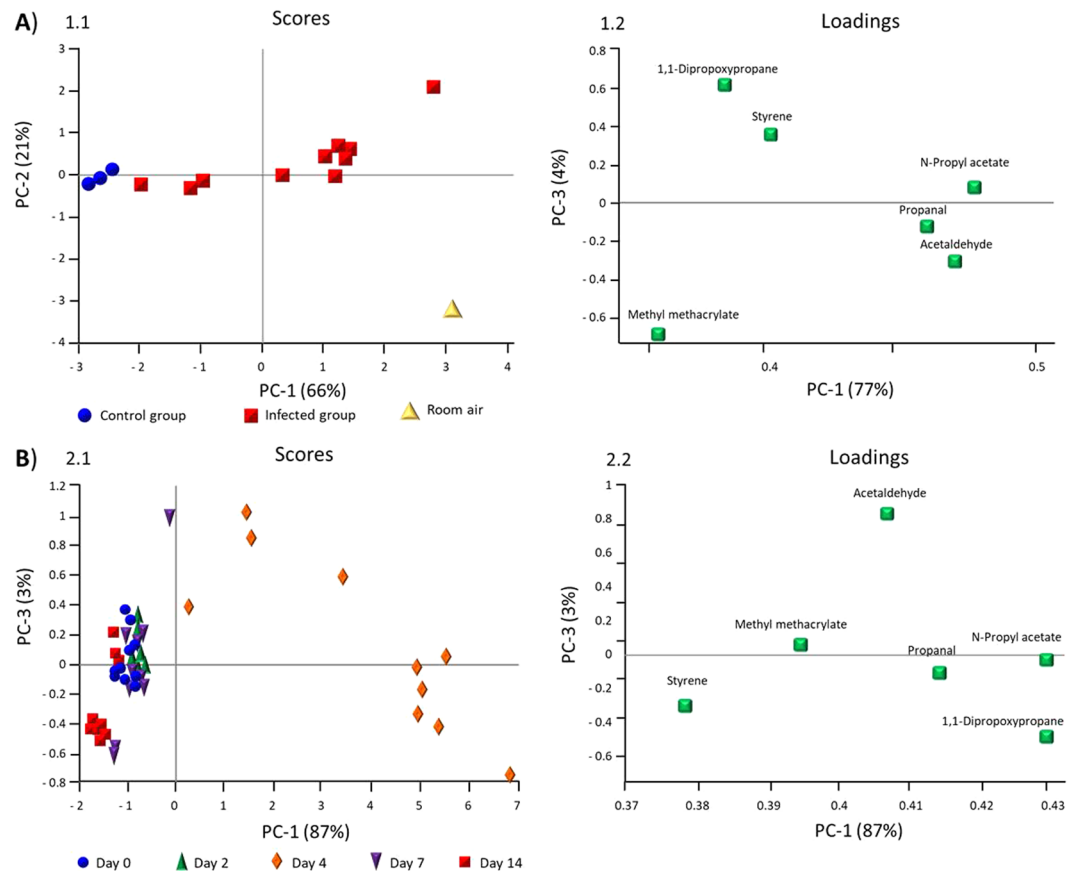 A)
1.1
Scores
PC-2 (21%)
3
2
1
0
- 1
- 2
- 3
- 4
- 3
- 2
- 1
0
1
2
3
4
PC-1 (66%)
Control group
Infected group
Room air
1.2
Loadings
PC-3 (4%)
0.8
0.6
0.4
0.2
0
- 0.2
- 0.4
- 0.6
1,1-Dipropoxypropane
Styrene
N-Propyl acetate
Propanal
Acetaldehyde
Methyl methacrylate
0.4
0.5
PC-1 (77%)
B)
2.1
Scores
PC-3 (3%)
1.2
1
0.8
0.6
0.4
0.2
0
- 0.2
- 0.4
- 0.6
- 0.8
- 2
- 1
0
1
2
3
4
5
6
7
PC-1 (87%)
Day 0
Day 2
Day 4
Day 7
Day 14
2.2
Loadings
PC-3 (3%)
1
0.8
0.6
0.4
0.2
0
- 0.2
- 0.4
- 0.6
Acetaldehyde
Methyl methacrylate
N-Propyl acetate
Propanal
Styrene
1,1-Dipropoxypropane
0.37
0.38
0.39
0.4
0.41
0.42
0.43
PC-1 (87%)